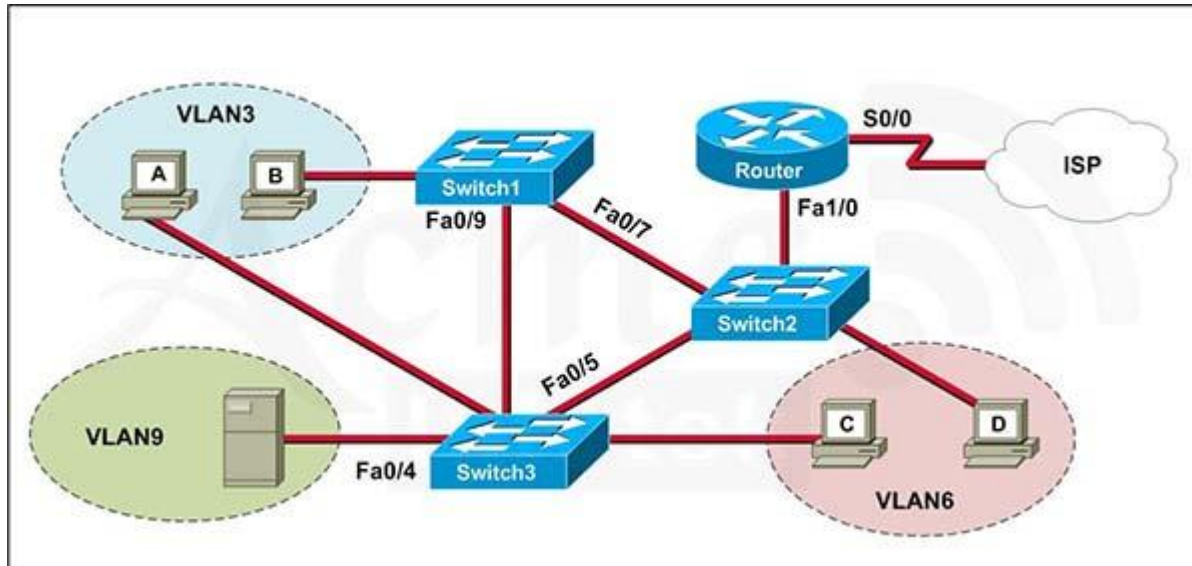 VLAN3
A
B
Switch1
Fa0/9
Fa0/7
Router
S0/0
ISP
Fa1/0
Switch2
Fa0/5
VLAN9
Fa0/4
Switch3
C
D
VLAN6